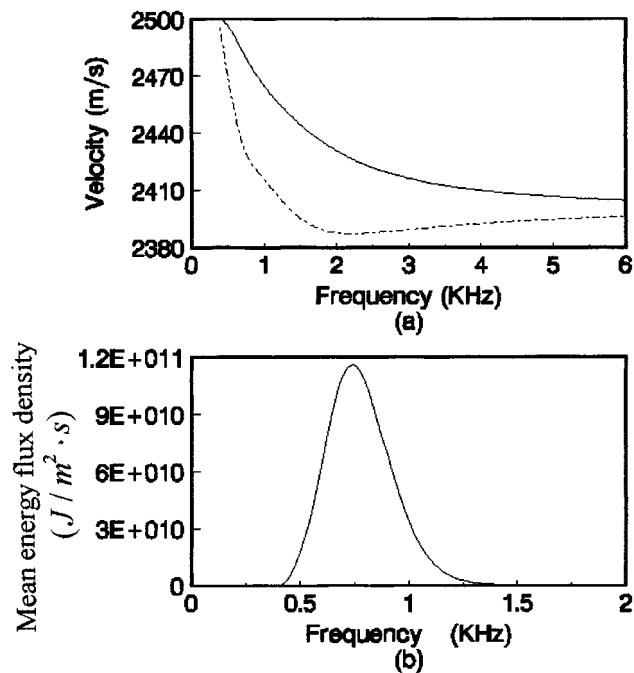 2500
2470
2440
2410
2380
Velocity (m/s)
0 1 2 3 4 5 6
Frequency (KHz)
(a)
Mean energy flux density
(J / m² · s)
1.2E+011
9E+010
6E+010
3E+010
0
0 0.5 1 1.5 2
Frequency (KHz)
(b)